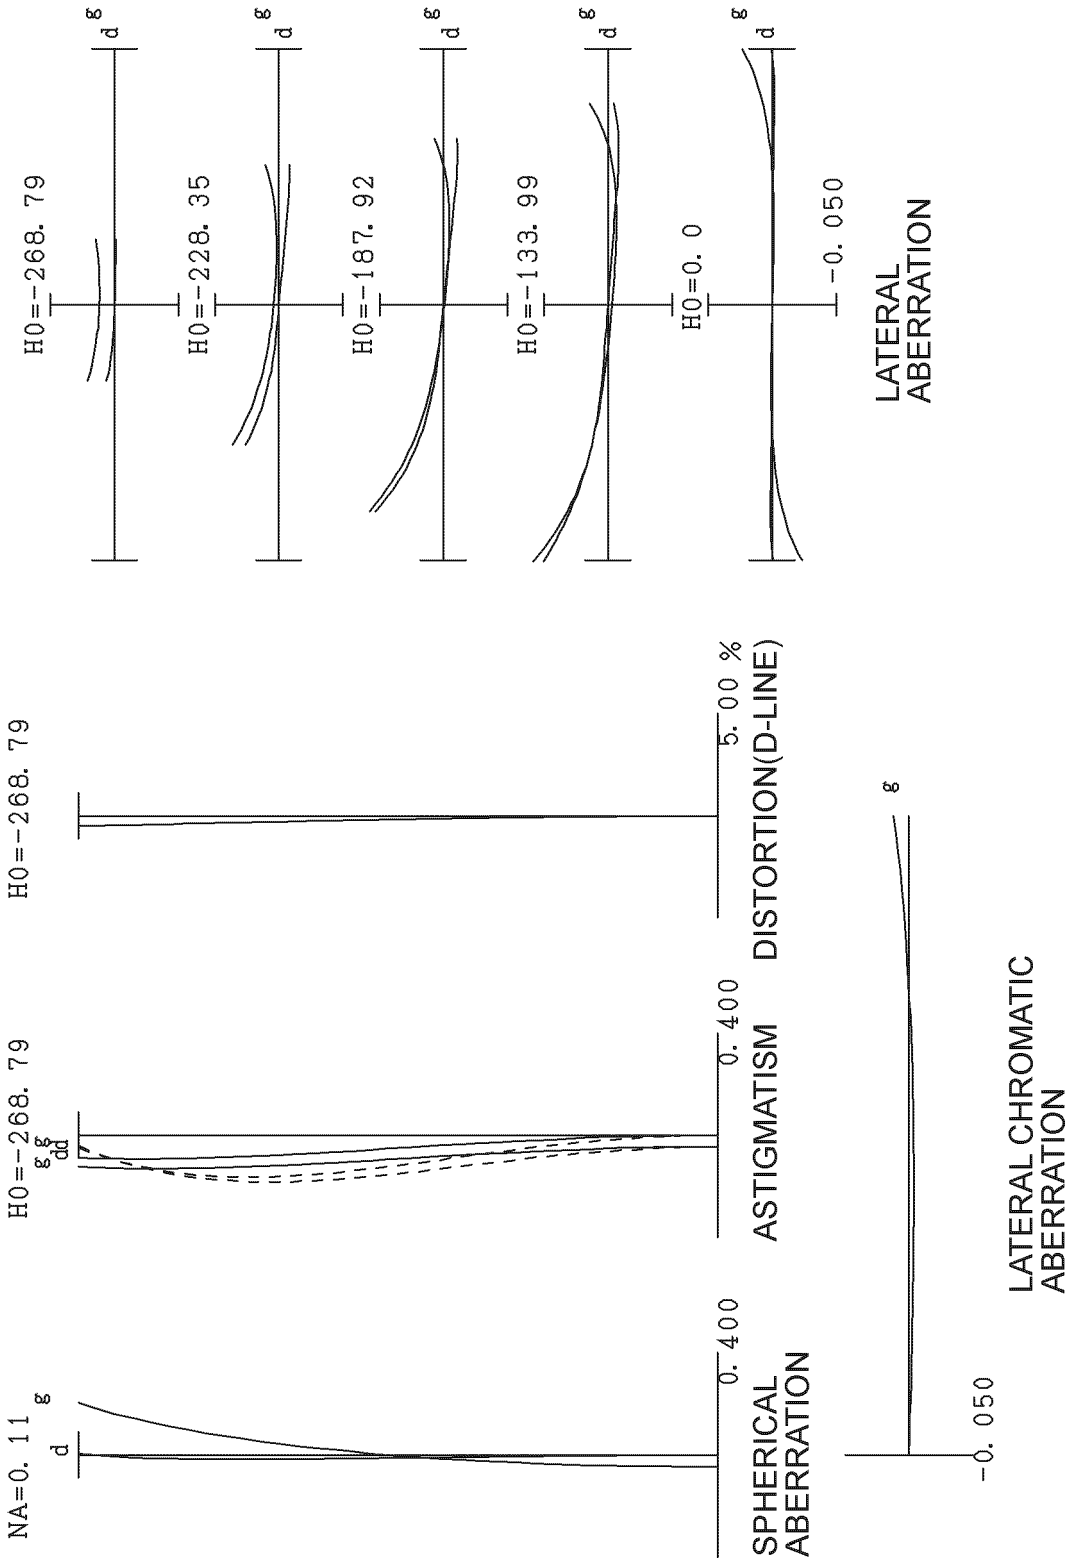 NA=0.11
d
g
0.400
SPHERICAL
ABERRATION
H0=-268.79
g g
dd
0.400
ASTIGMATISM
H0=-268.79
5.00 %
DISTORTION(D-LINE)
g
-0.050
LATERAL CHROMATIC
ABERRATION
H0=-268.79
g
d
H0=-228.35
g
d
H0=-187.92
g
d
H0=-133.99
g
d
H0=0.0
g
d
-0.050
LATERAL
ABERRATION